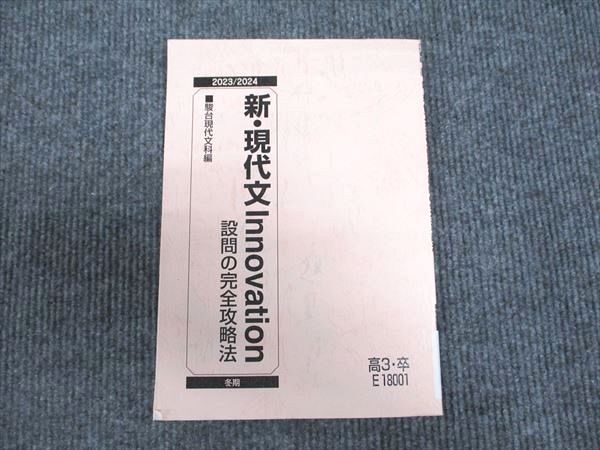 2023/2024
新・現代文Innovation
設問の完全攻略法
■駿台現代文科編
冬期
高3・卒
E18001